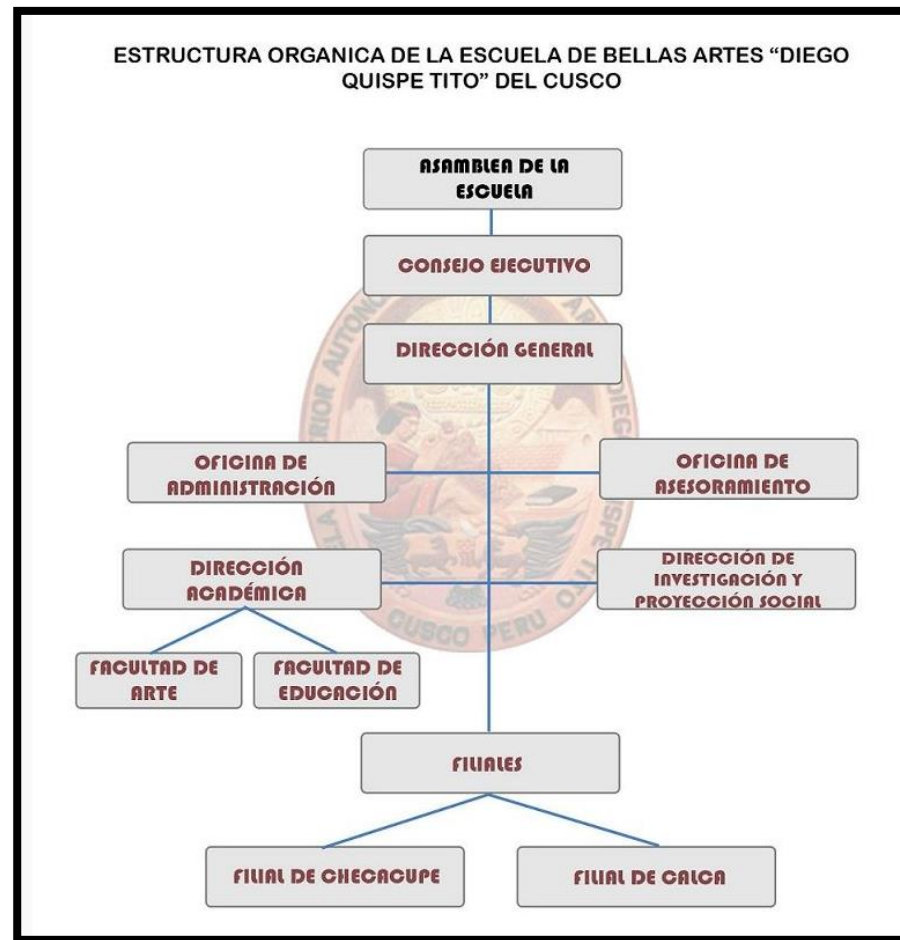 ESTRUCTURA ORGANICA DE LA ESCUELA DE BELLAS ARTES “DIEGO
QUISPE TITO” DEL CUSCO
ASAMBLEA DE LA
ESCUELA
CONSEJO EJECUTIVO
DIRECCIÓN GENERAL
OFICINA DE
ADMINISTRACIÓN
OFICINA DE
ASESORAMIENTO
DIRECCIÓN
ACADÉMICA
DIRECCIÓN DE
INVESTIGACIÓN Y
PROYECCIÓN SOCIAL
FACULTAD DE
ARTE
FACULTAD DE
EDUCACIÓN
FILIALES
FILIAL DE CHECACUPE
FILIAL DE CALCA
CUSCO PERU